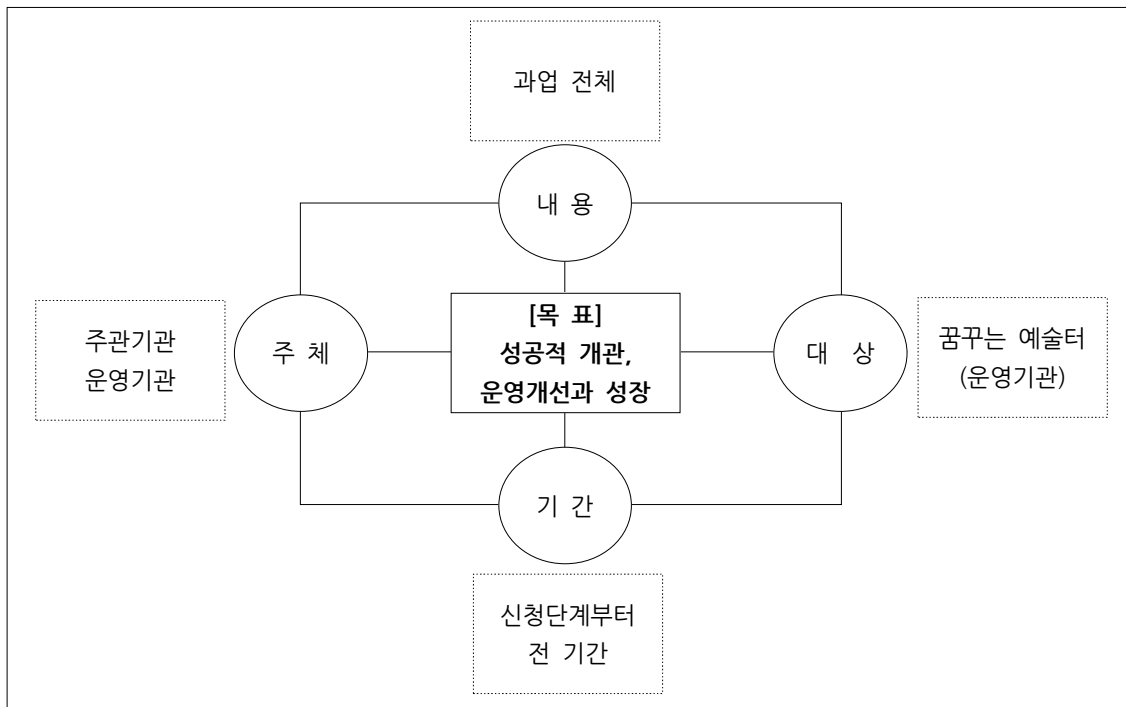 과업 전체
내 용
주관기관
운영기관
주 체
[목 표]
성공적 개관,
운영개선과 성장
대 상
꿈꾸는 예술터
(운영기관)
기 간
신청단계부터
전 기간